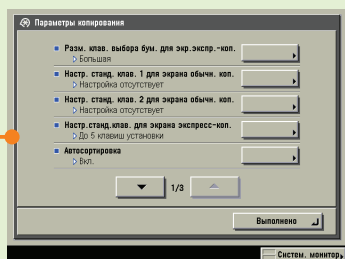 Параметры копирования
Разм. клав. выбора бум. для экр.экспр.-коп.
Большая
Настр. станд. клав. 1 для экрана обычн. коп.
Настройка отсутствует
Настр. станд. клав. 2 для экрана обычн. коп.
Настройка отсутствует
Настр.станд.клав. для экрана экспресс-коп.
До 5 клавиш установки
Автосортировка
Вкл.
1/3
Выполнено
Систем. монитор